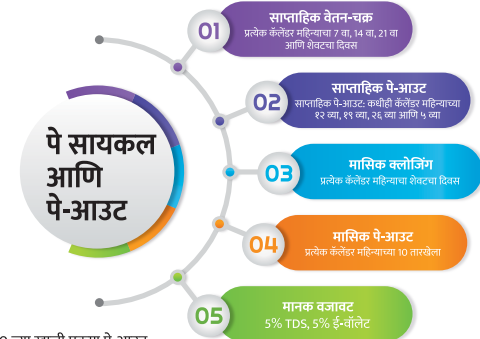 पे सायकल
आणि
पे-आउट
01
साप्ताहिक वेतन-चक्र
प्रत्येक कॅलेंडर महिन्याचा 7 वा, 14 वा, 21 वा
आणि शेवटचा दिवस
02
साप्ताहिक पे-आउट
साप्ताहिक पे-आउट: कधीही कॅलेंडर महिन्याच्या
१२ व्या, १९ व्या, २६ व्या आणि ५ व्या
03
मासिक क्लोजिंग
प्रत्येक कॅलेंडर महिन्याचा शेवटचा दिवस
04
मासिक पे-आउट
प्रत्येक कॅलेंडर महिन्याच्या 10 तारखेला
05
मानक वजावट
5% TDS, 5% ई-वॉलेट